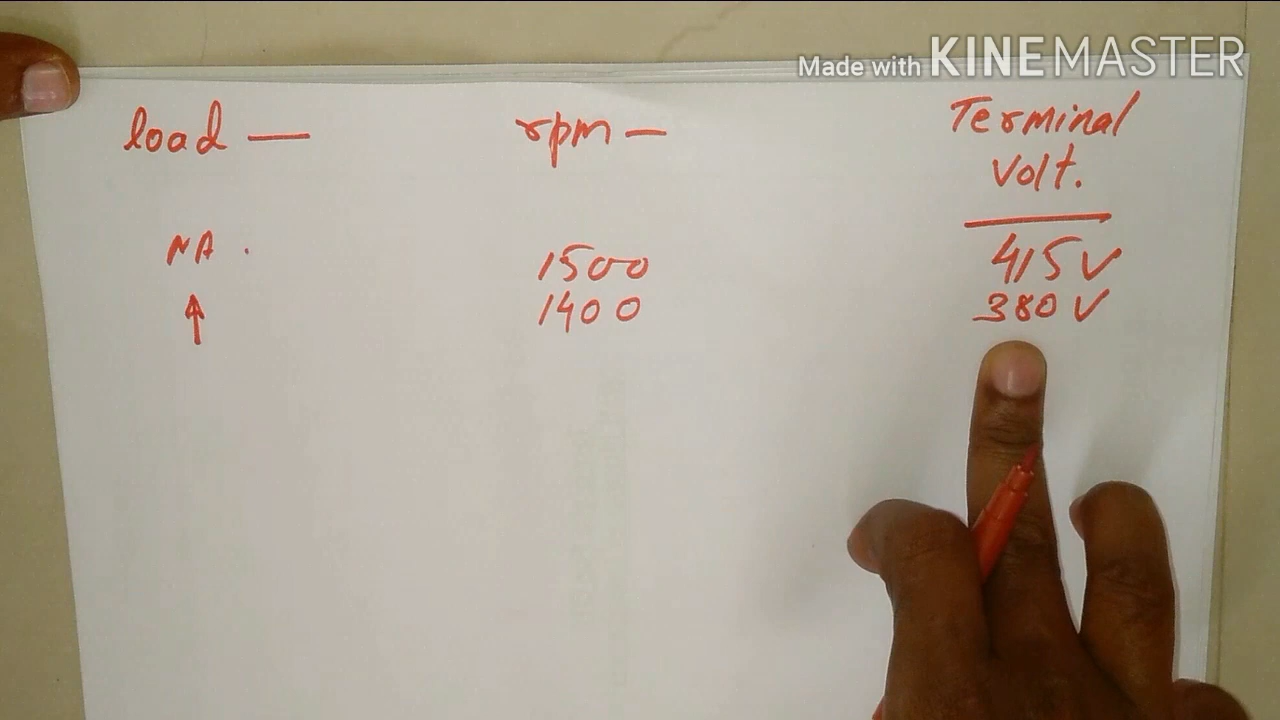 Made with KINEMASTER
load — rpm — Terminal
Volt.
NA . 1500 415V
↑ 1400 380V